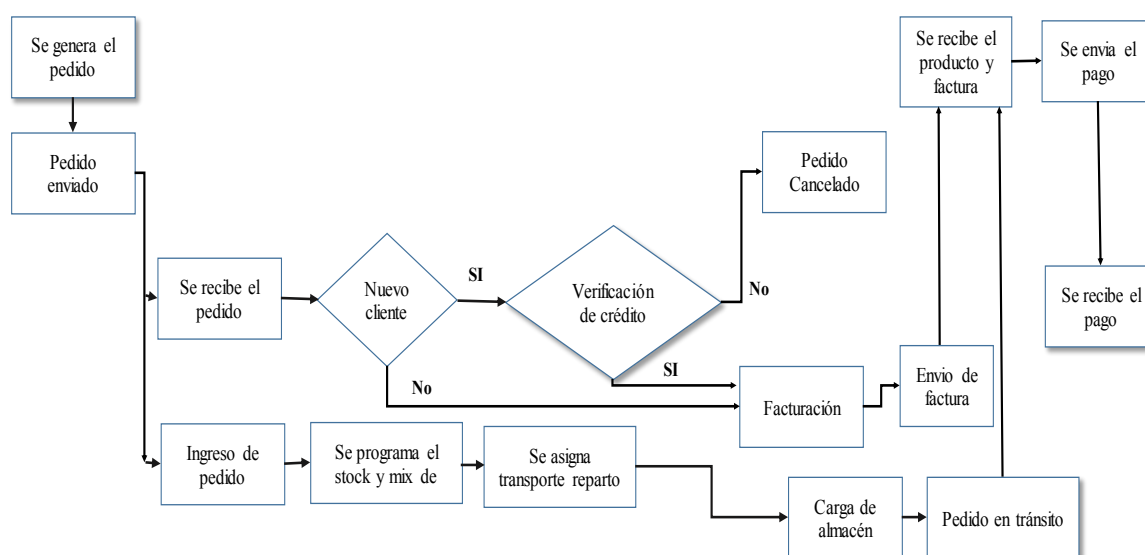 Se genera el
pedido
Pedido
enviado
Se recibe el
pedido
Nuevo
cliente
SI
No
Verificación
de crédito
No
SI
Pedido
Cancelado
Facturación
Envio de
factura
Se recibe el
producto y
factura
Se envia el
pago
Se recibe el
pago
Ingreso de
pedido
Se programa el
stock y mix de
Se asigna
transporte reparto
Carga de
almacén
Pedido en tránsito